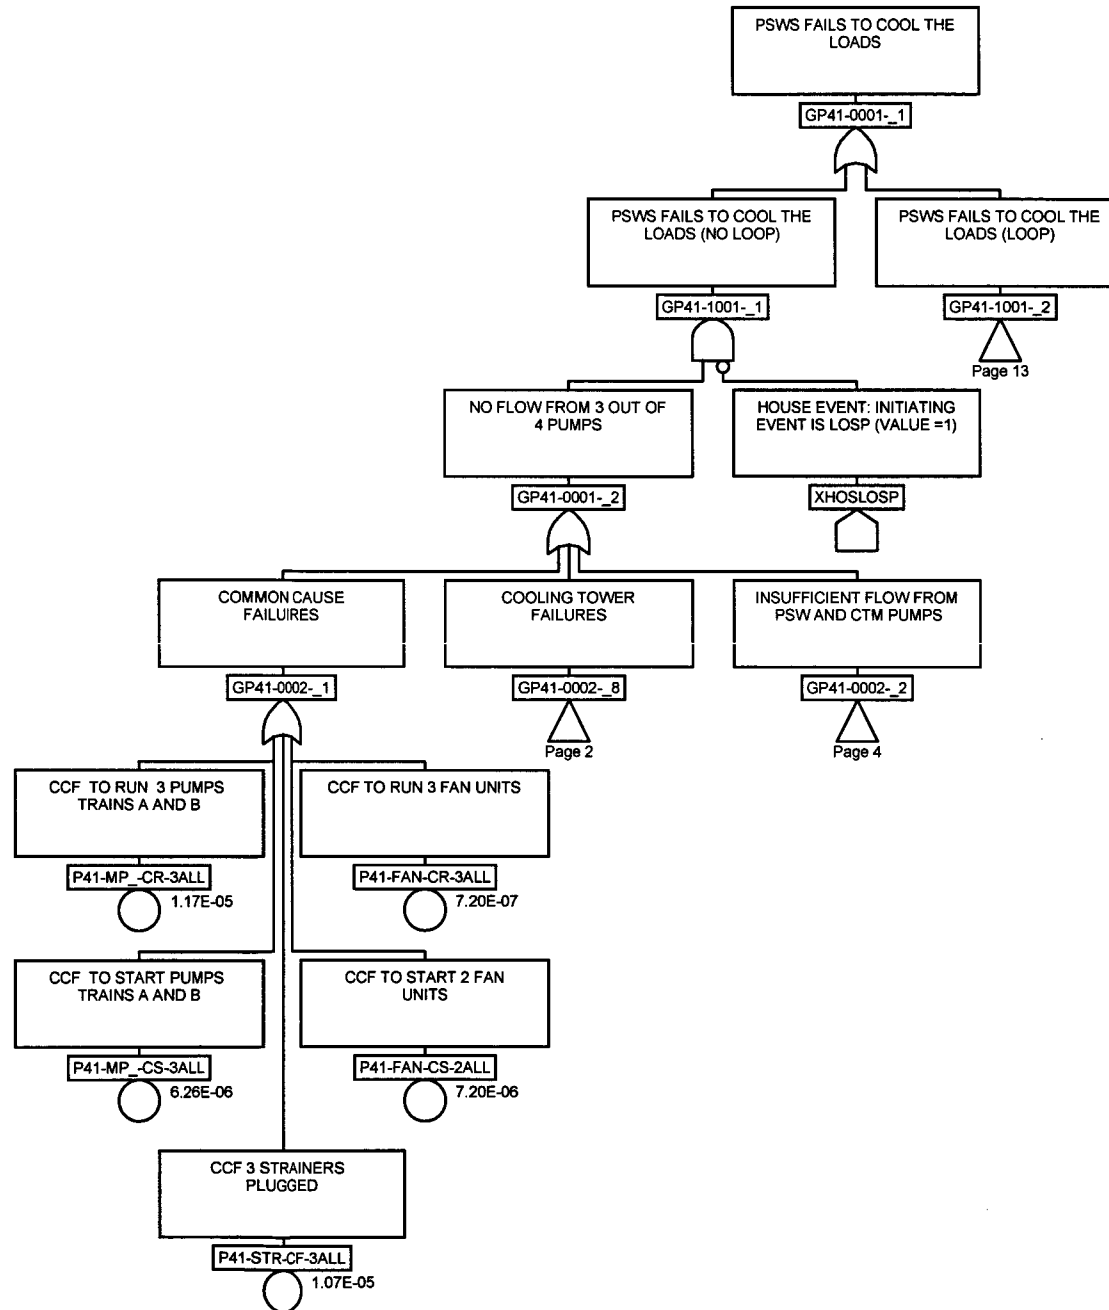 PSWS FAILS TO COOL THE
LOADS
GP41-0001-_1
PSWS FAILS TO COOL THE
LOADS (NO LOOP)
GP41-1001-_1
PSWS FAILS TO COOL THE
LOADS (LOOP)
GP41-1001-_2
Page 13
NO FLOW FROM 3 OUT OF
4 PUMPS
GP41-0001-_2
HOUSE EVENT: INITIATING
EVENT IS LOSP (VALUE =1)
XHOSLOSP
COMMON CAUSE
FAILUIRES
GP41-0002-_1
COOLING TOWER
FAILURES
GP41-0002-_8
Page 2
INSUFFICIENT FLOW FROM
PSW AND CTM PUMPS
GP41-0002-_2
Page 4
CCF TO RUN 3 PUMPS
TRAINS A AND B
P41-MP_-CR-3ALL
1.17E-05
CCF TO RUN 3 FAN UNITS
P41-FAN-CR-3ALL
7.20E-07
CCF TO START PUMPS
TRAINS A AND B
P41-MP_-CS-3ALL
6.26E-06
CCF TO START 2 FAN
UNITS
P41-FAN-CS-2ALL
7.20E-06
CCF 3 STRAINERS
PLUGGED
P41-STR-CF-3ALL
1.07E-05